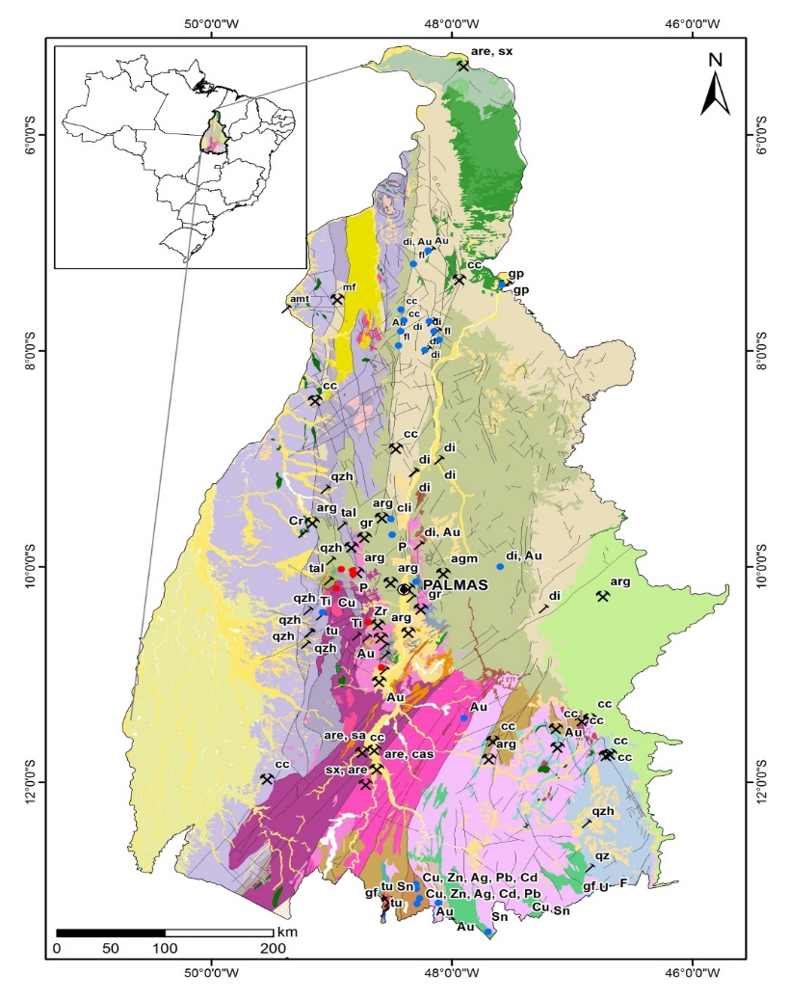 50°0'0"W 48°0'0"W 46°0'0"W
are, sx
N
6°0'0"S 6°0'0"S
di, Au Au
fl
cc
gp
gp
mf
amt
cc
cc
di
di
fl
fl
di
8°0'0"S 8°0'0"S
cc
cc
di
di
di
qzh
arg cli
arg tal
Cr
gr
di, Au
P
qzh
arg
agm
di, Au
10°0'0"S 10°0'0"S
tal
arg
PALMAS
P
arg
gr
di
qzh Ti Cu
Zr
qzh
tu
Ti
arg
qzh
qzh
Au
Au
Au
cc
cc
cc
cc
Au
are, sa cc
arg
cc
cc
are, cas
cc
sx, are
12°0'0"S 12°0'0"S
qzh
qz
Cu, Zn, Ag, Pb, Cd
gf U F
gf tu Sn
Cu, Zn, Ag, Cd, Pb
tu
Au
Sn
Cu Sn
Au
km
0 50 100 200
50°0'0"W 48°0'0"W 46°0'0"W